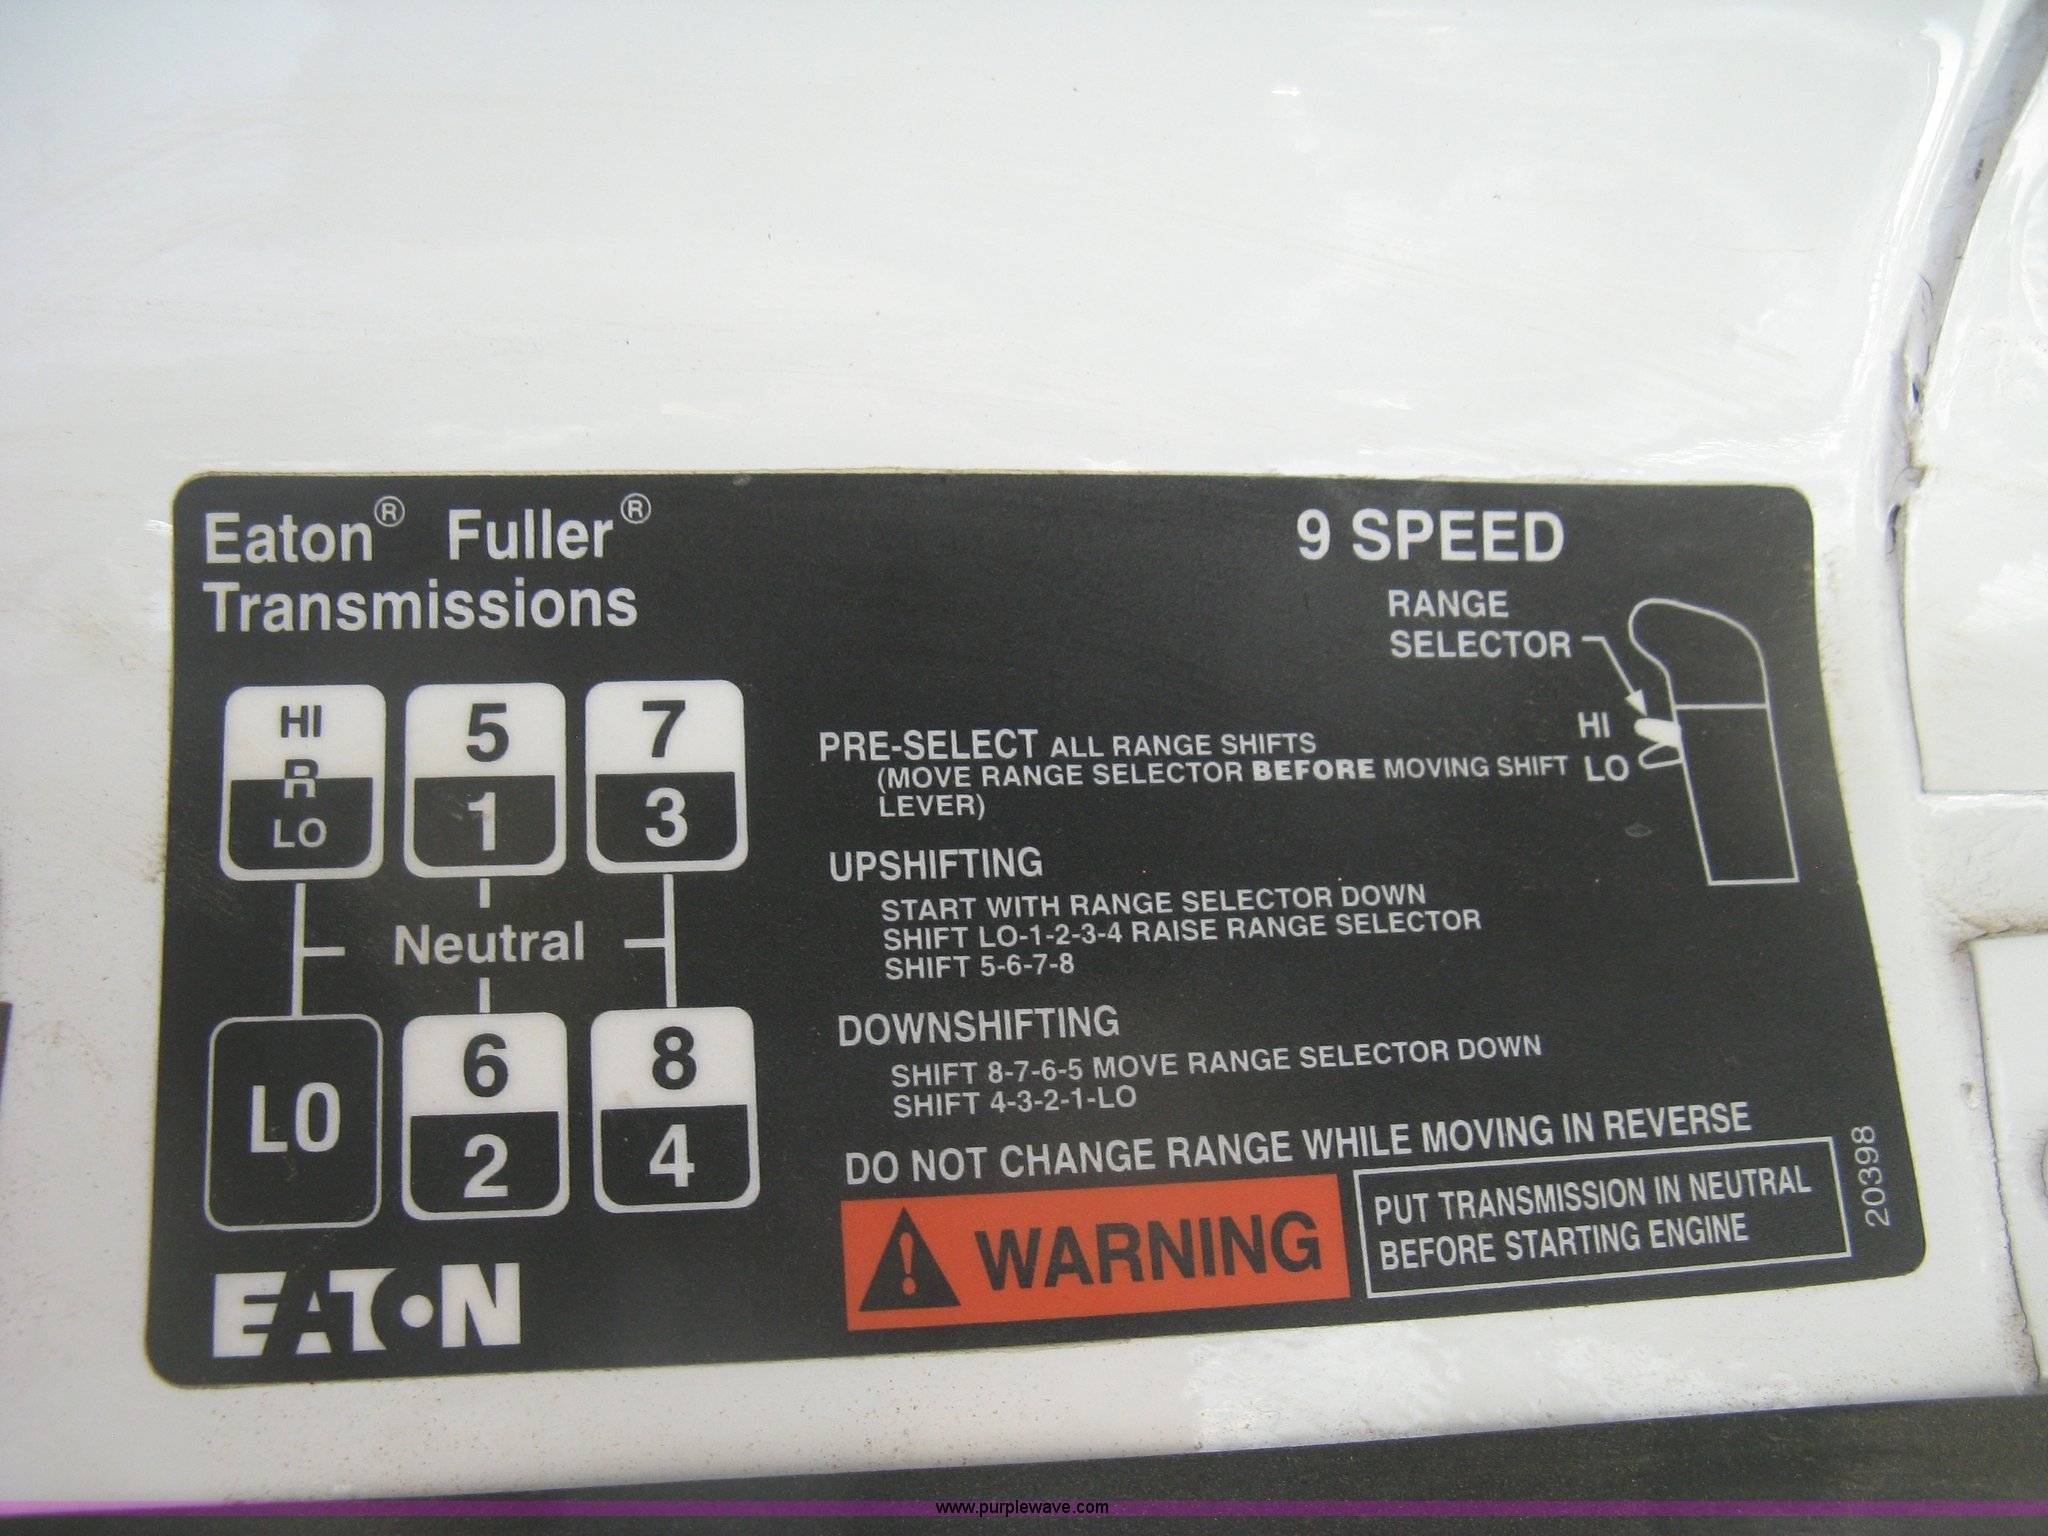 Eaton® Fuller®
Transmissions
9 SPEED
RANGE
SELECTOR
HI
LO
HI
R
LO
5
1
7
3
Neutral
LO
6
2
8
4
PRE-SELECT ALL RANGE SHIFTS
(MOVE RANGE SELECTOR BEFORE MOVING SHIFT
LEVER)
UPSHIFTING
START WITH RANGE SELECTOR DOWN
SHIFT LO-1-2-3-4 RAISE RANGE SELECTOR
SHIFT 5-6-7-8
DOWNSHIFTING
SHIFT 8-7-6-5 MOVE RANGE SELECTOR DOWN
SHIFT 4-3-2-1-LO
DO NOT CHANGE RANGE WHILE MOVING IN REVERSE
WARNING
PUT TRANSMISSION IN NEUTRAL
BEFORE STARTING ENGINE
20398
EATON
www.purplewave.com